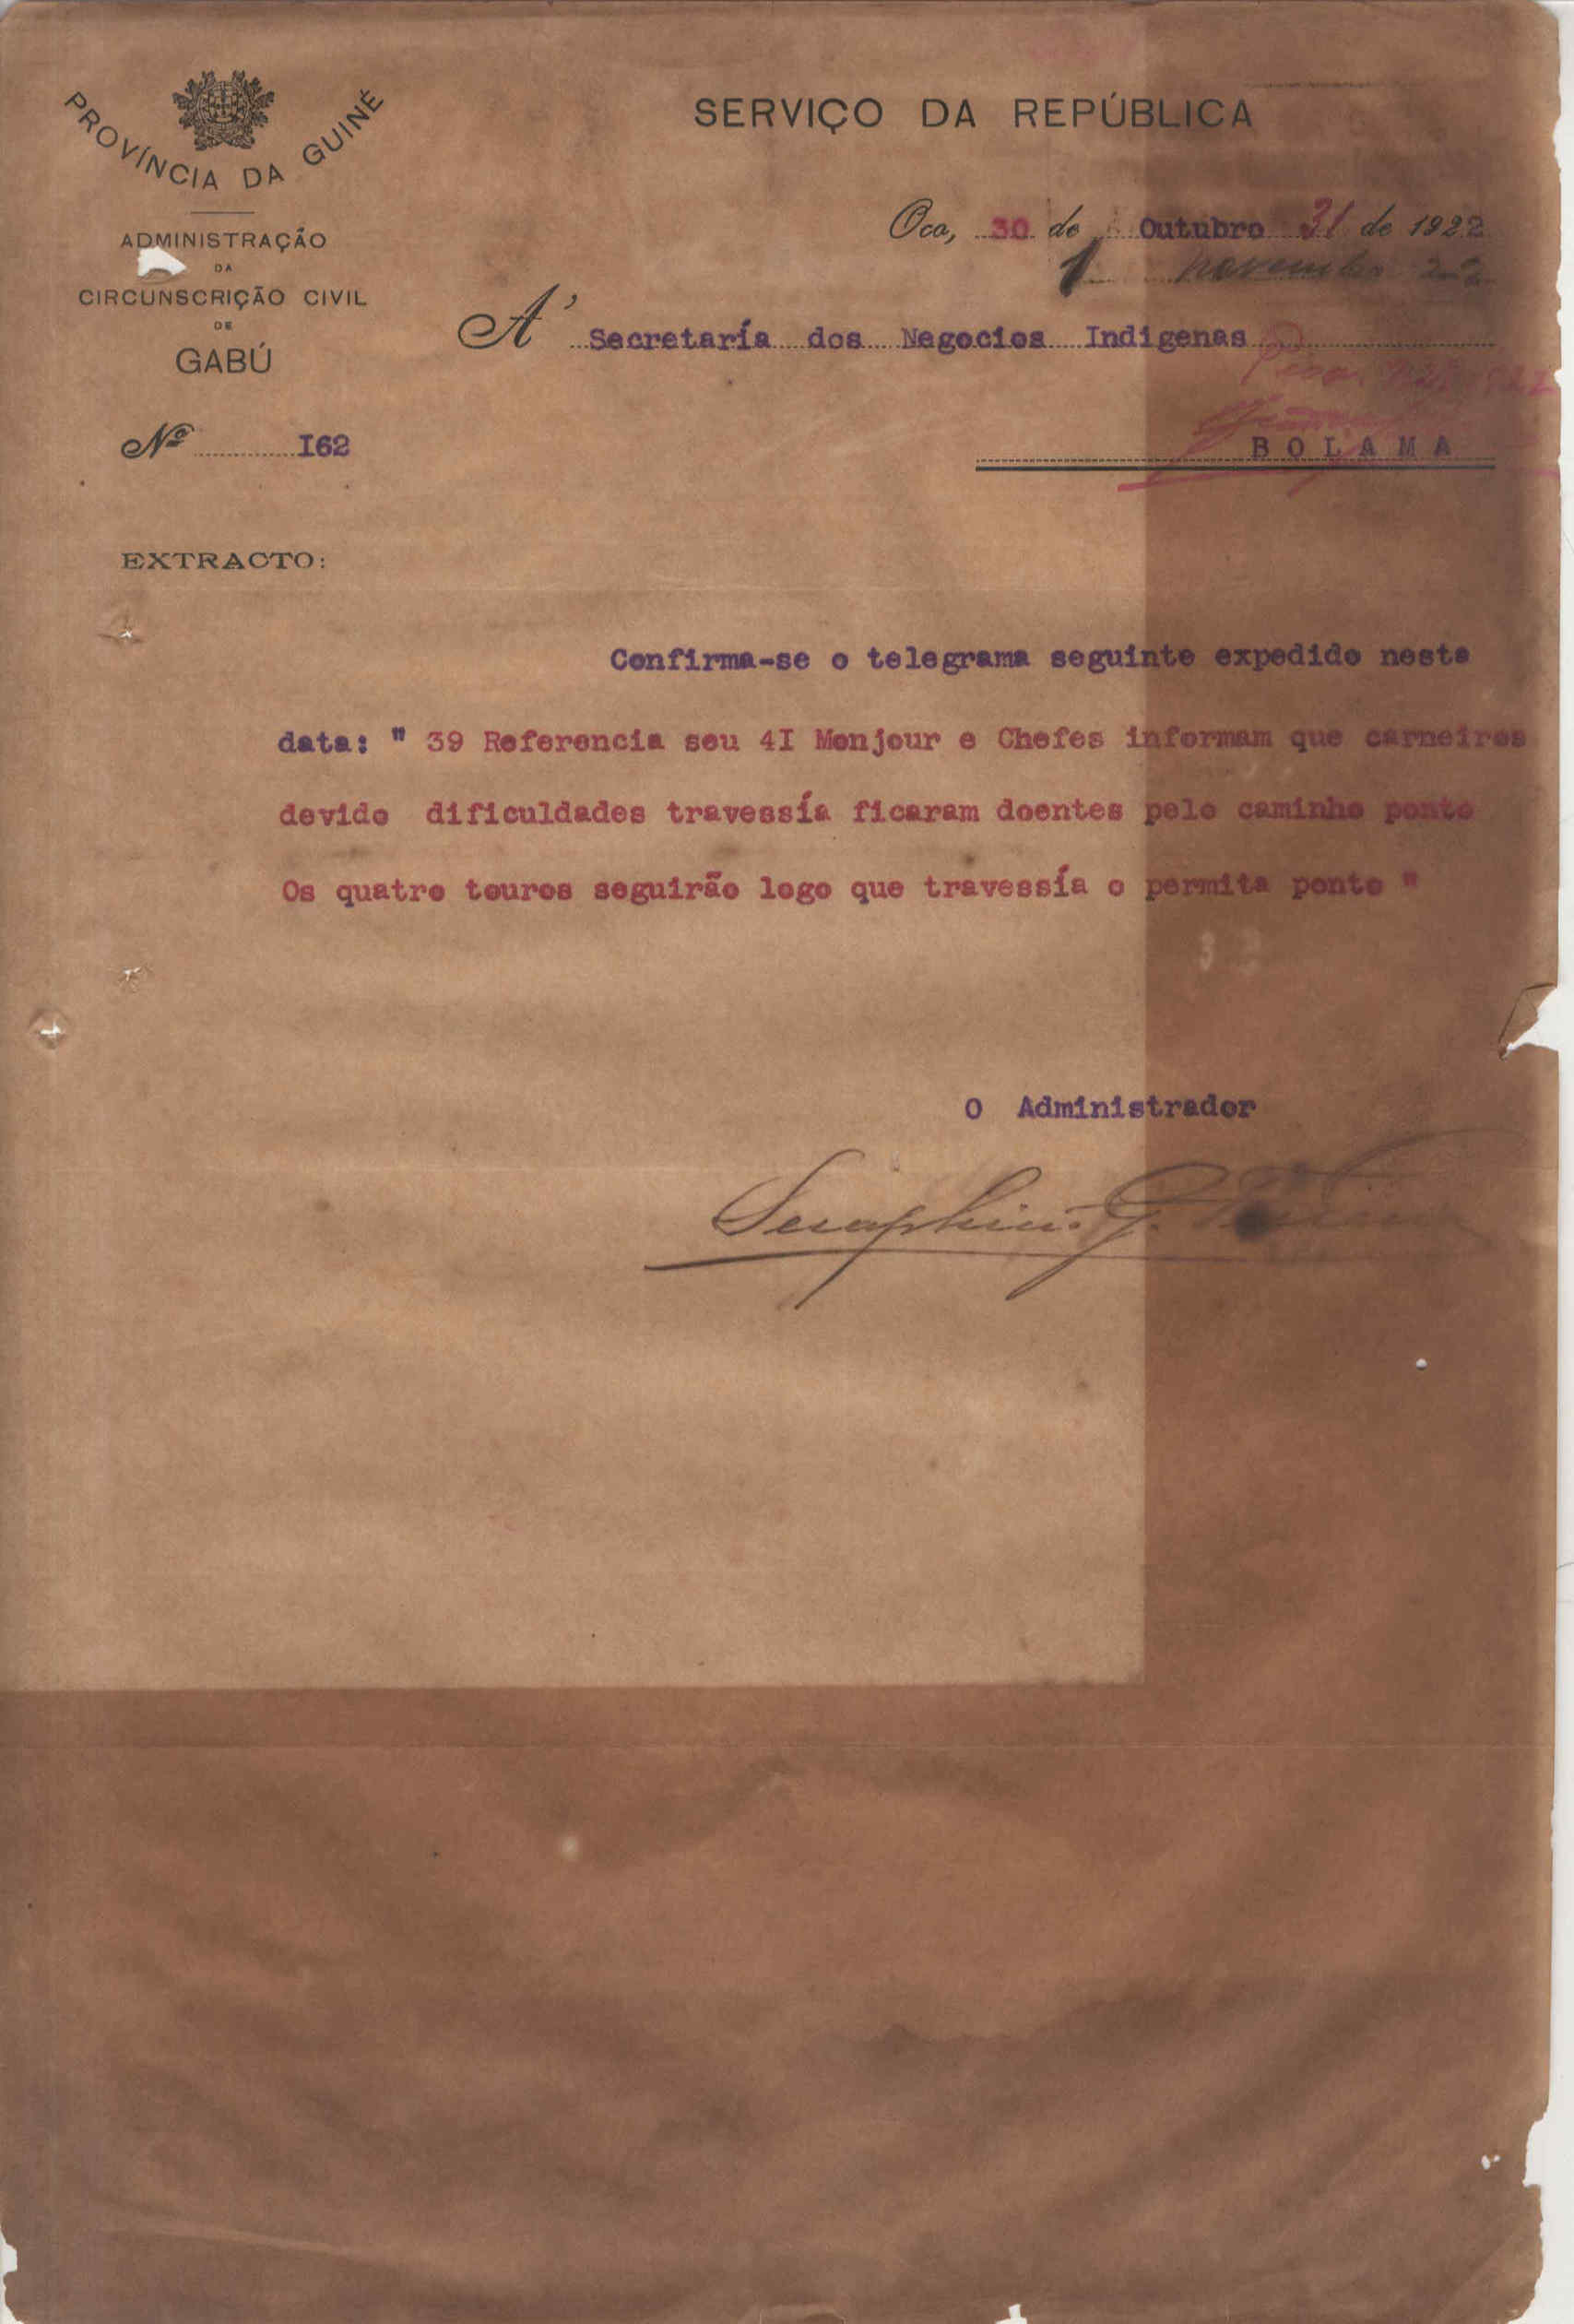 PROVÍNCIA DA GUINÉ
ADMINISTRAÇÃO
DA
CIRCUNSCRIÇÃO CIVIL
DE
GABÚ
Nº 162
SERVIÇO DA REPÚBLICA
Oco, 30 de Outubro 31 de 1922
1 novembro 22
A' Secretaría dos Negocios Indigenas
BOLAMA
EXTRACTO:
Confirma-se o telegrama seguinte expedido nesta
data: " 39 Referencia seu 4I Monjour e Chefes informam que carneiros
devido dificuldades travessía ficaram doentes pelo caminho ponto
Os quatro touros seguirão logo que travessía o permita ponto "
O Administrador
Seraphim G.